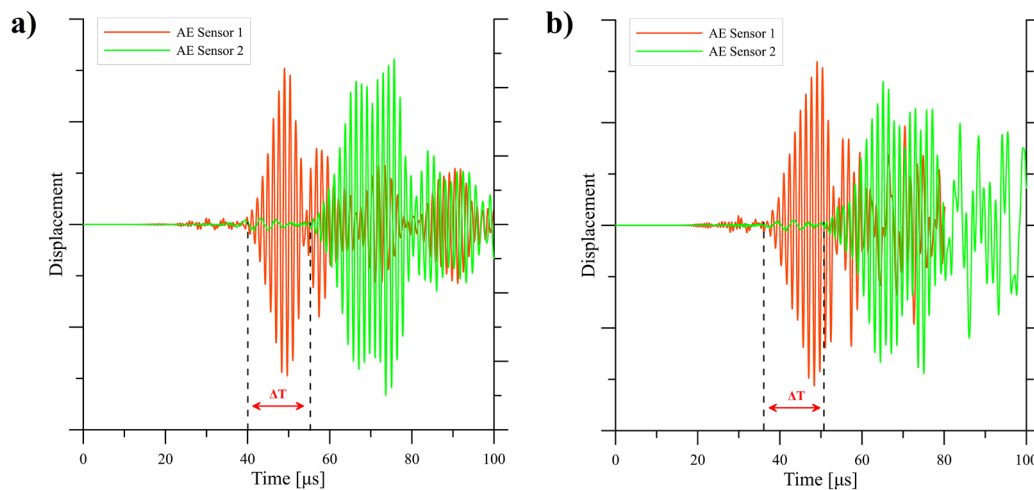 a)
AE Sensor 1
AE Sensor 2
Displacement
ΔT
0
20
40
60
80
100
Time [μs]
b)
AE Sensor 1
AE Sensor 2
Displacement
ΔT
0
20
40
60
80
100
Time [μs]